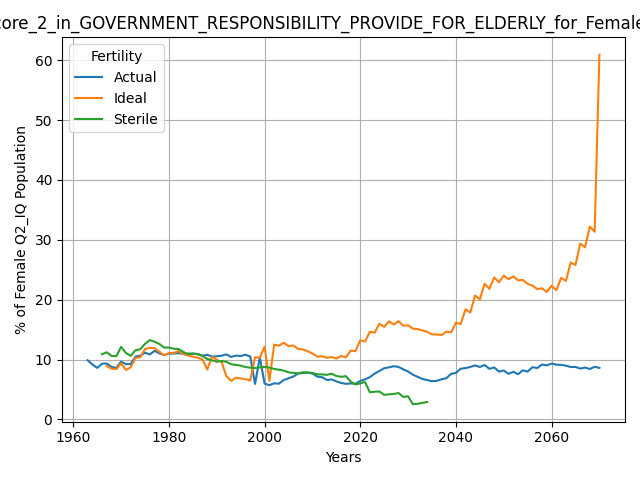 core_2_in_GOVERNMENT_RESPONSIBILITY_PROVIDE_FOR_ELDERLY_for_Female
Fertility
Actual
Ideal
Sterile
% of Female Q2_IQ Population
60
50
40
30
20
10
0
1960 1980 2000 2020 2040 2060
Years